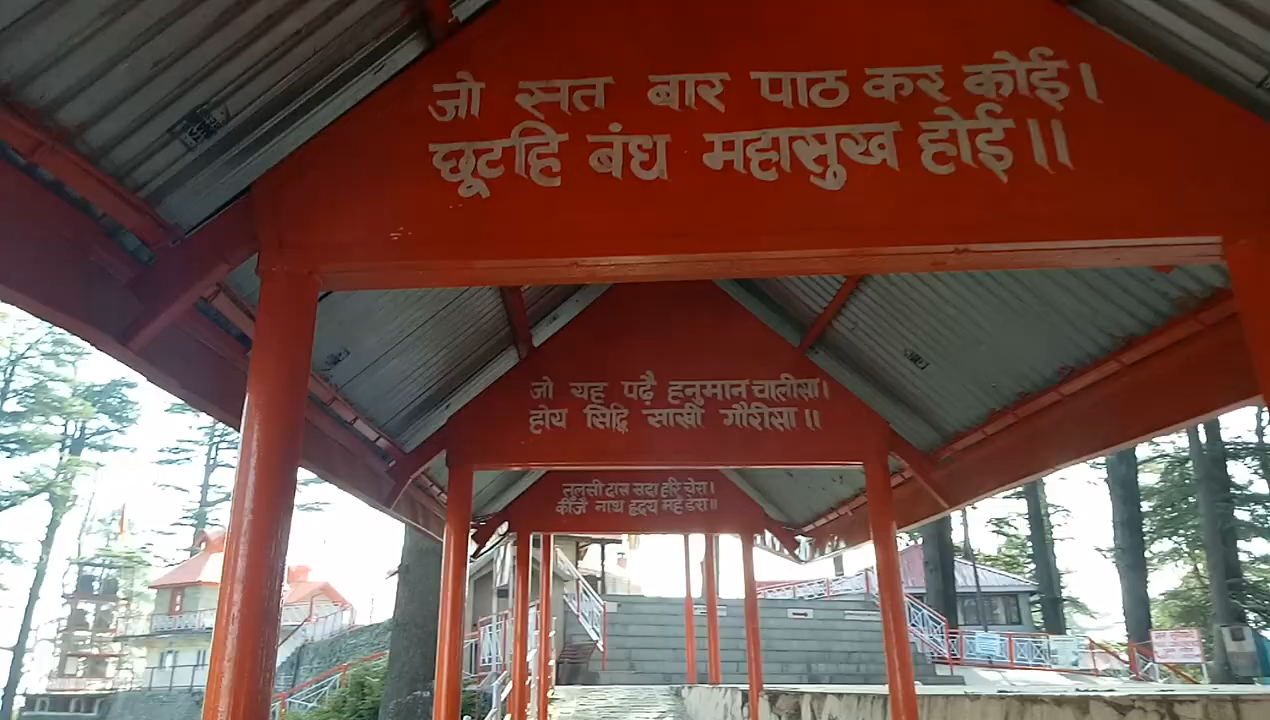 जो सत बार पाठ कर कोई।
छूटहि बंध महासुख होई॥
जो यह पढ़ै हनुमान चालीसा।
होय सिद्धि साखी गौरीसा॥
तुलसी दास सदा हरि चेरा।
कीजै नाथ हृदय मह डेरा॥